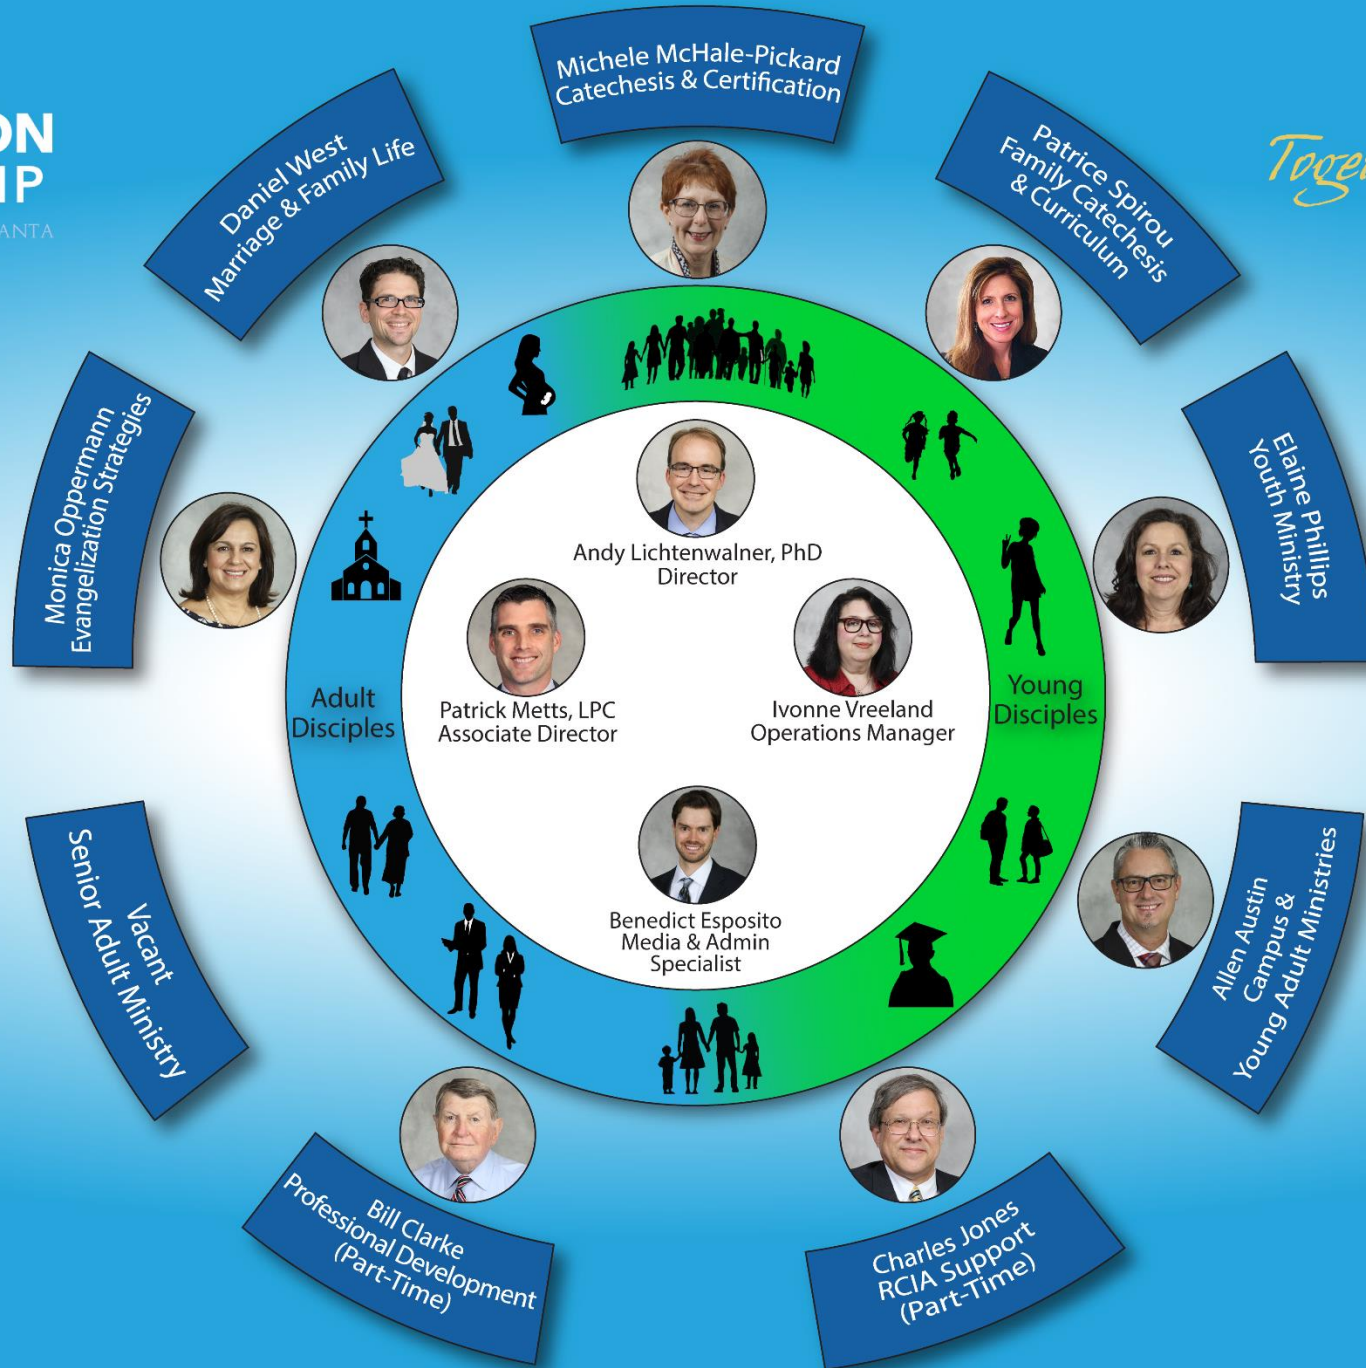 ON
IP
ANTA
Michele McHale-Pickard
Catechesis & Certification
Daniel West
Marriage & Family Life
Patrice Spirou
Family Catechesis
& Curriculum
Monica Oppermann
Evangelization Strategies
Elaine Phillips
Youth Ministry
Andy Lichtenwalner, PhD
Director
Patrick Metts, LPC
Associate Director
Ivonne Vreeland
Operations Manager
Adult
Disciples
Young
Disciples
Benedict Esposito
Media & Admin
Specialist
Vacant
Senior Adult Ministry
Allen Austin
Campus &
Young Adult Ministries
Bill Clarke
Professional Development
(Part-Time)
Charles Jones
RCIA Support
(Part-Time)